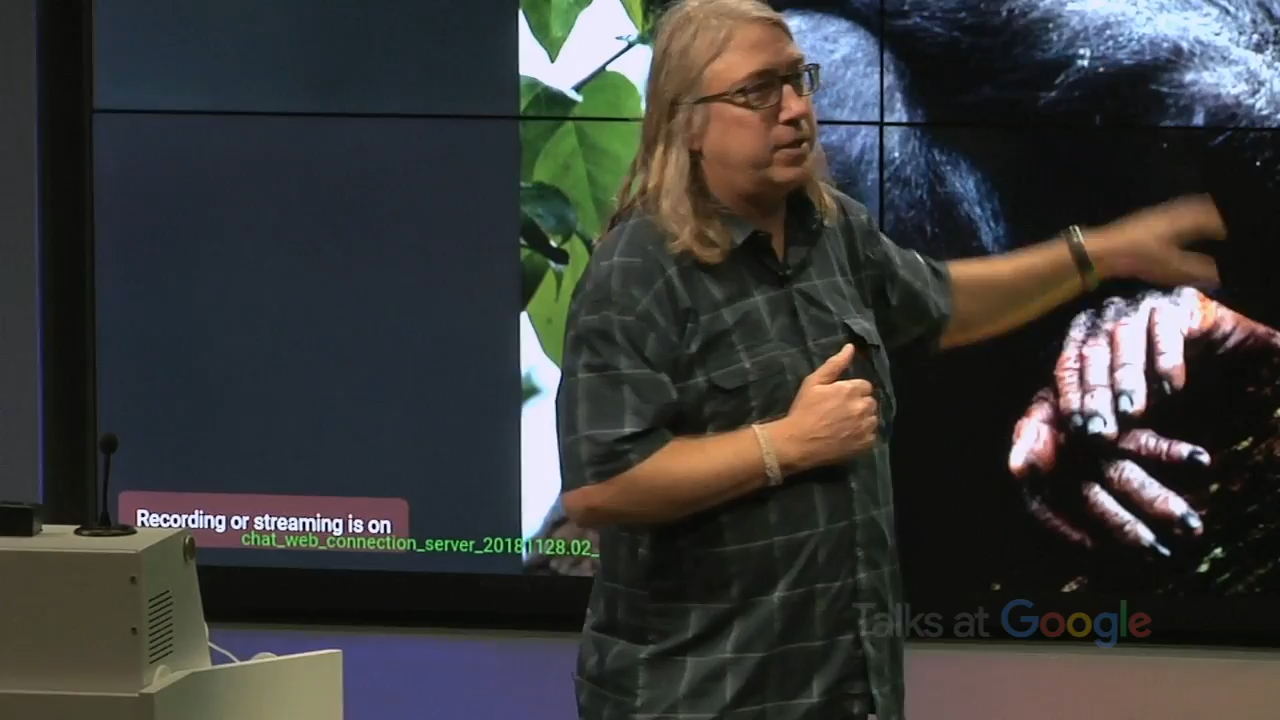 Recording or streaming is on
chat_web_connection_server_20181128.02_
Talks at Google